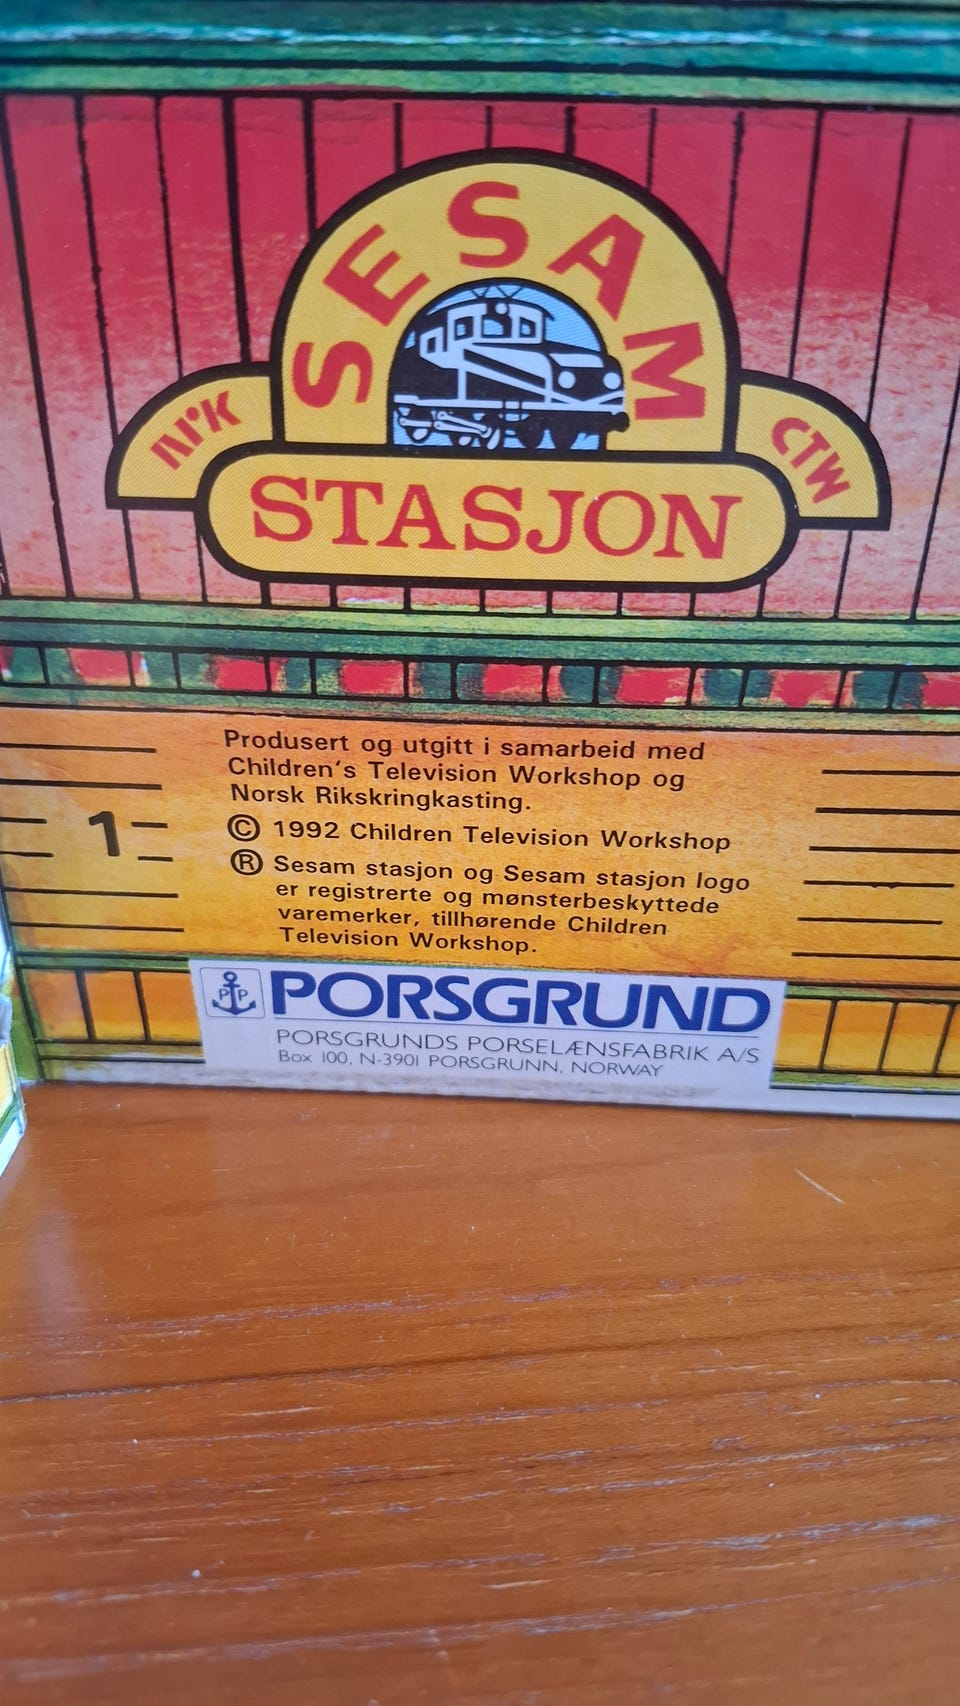 SESAM
NRK
CTW
STASJON
Produsert og utgitt i samarbeid med
Children's Television Workshop og
Norsk Rikskringkasting.
1
© 1992 Children Television Workshop
® Sesam stasjon og Sesam stasjon logo
er registrerte og mønsterbeskyttede
varemerker, tillhørende Children
Television Workshop.
PP PORSGRUND
PORSGRUNDS PORSELÆNSFABRIK A/S
Box 100, N-3901 PORSGRUNN, NORWAY